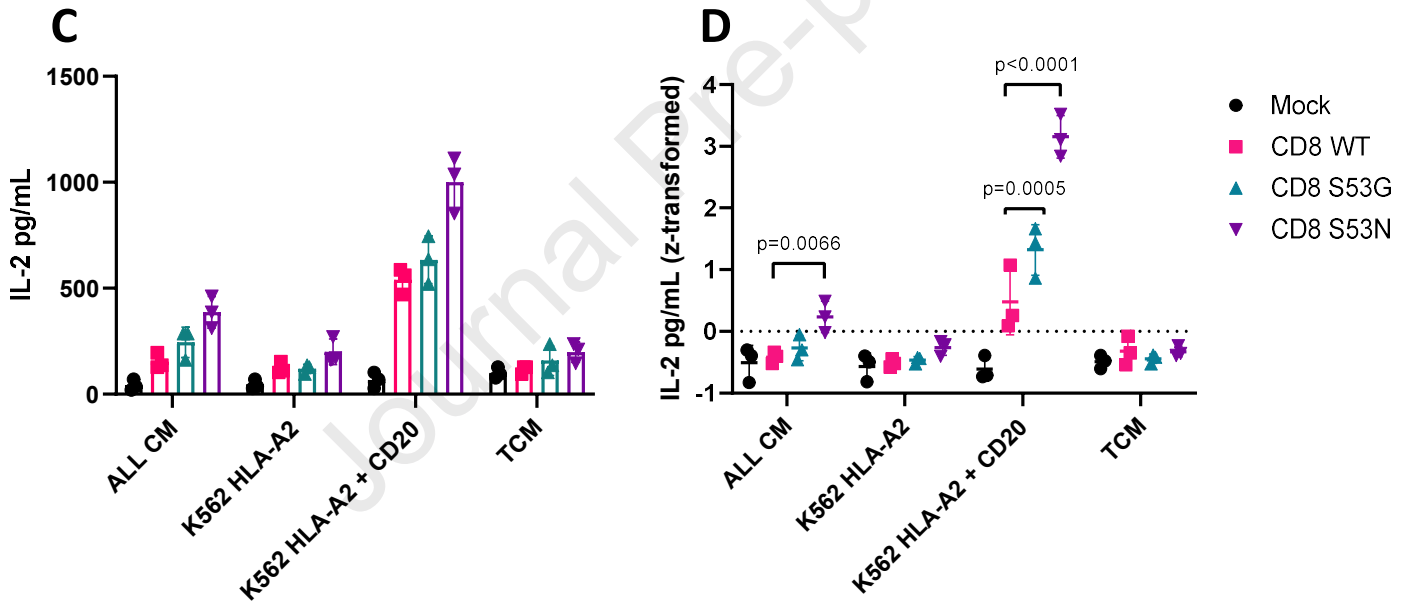 C
IL-2 pg/mL
1500
1000
500
0
ALL CM
K562 HLA-A2
K562 HLA-A2 + CD20
TCM
D
IL-2 pg/mL (z-transformed)
4
3
2
1
0
-1
p<0.0001
p=0.0005
p=0.0066
ALL CM
K562 HLA-A2
K562 HLA-A2 + CD20
TCM
Mock
CD8 WT
CD8 S53G
CD8 S53N
Journal Pre-p